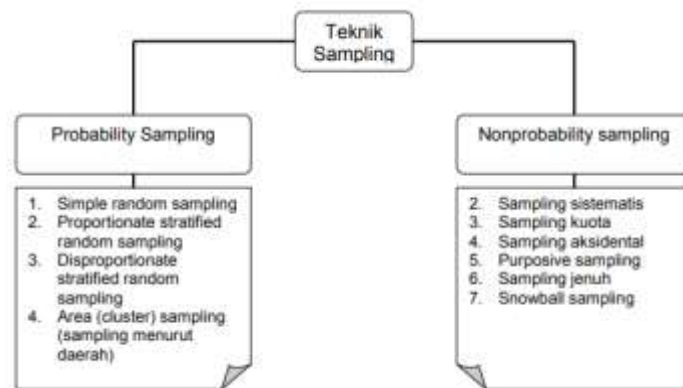 Teknik
Sampling
Probability Sampling
1. Simple random sampling
2. Proportionate stratified
random sampling
3. Disproportionate
stratified random
sampling
4. Area (cluster) sampling
(sampling menurut
daerah)
Nonprobability sampling
2. Sampling sistematis
3. Sampling kuota
4. Sampling aksidental
5. Purposive sampling
6. Sampling jenuh
7. Snowball sampling